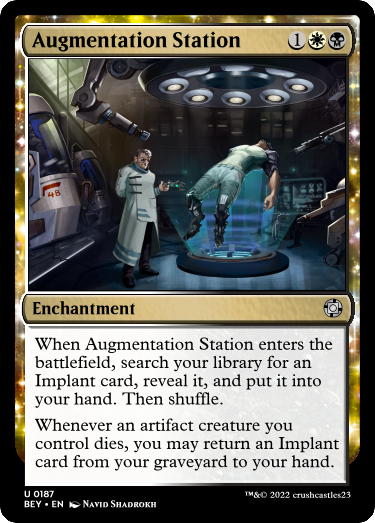 Augmentation Station 1
48
Enchantment
When Augmentation Station enters the
battlefield, search your library for an
Implant card, reveal it, and put it into
your hand. Then shuffle.
Whenever an artifact creature you
control dies, you may return an Implant
card from your graveyard to your hand.
U 0187
BEY • EN Navid Shadrokh
™&© 2022 crushcastles23